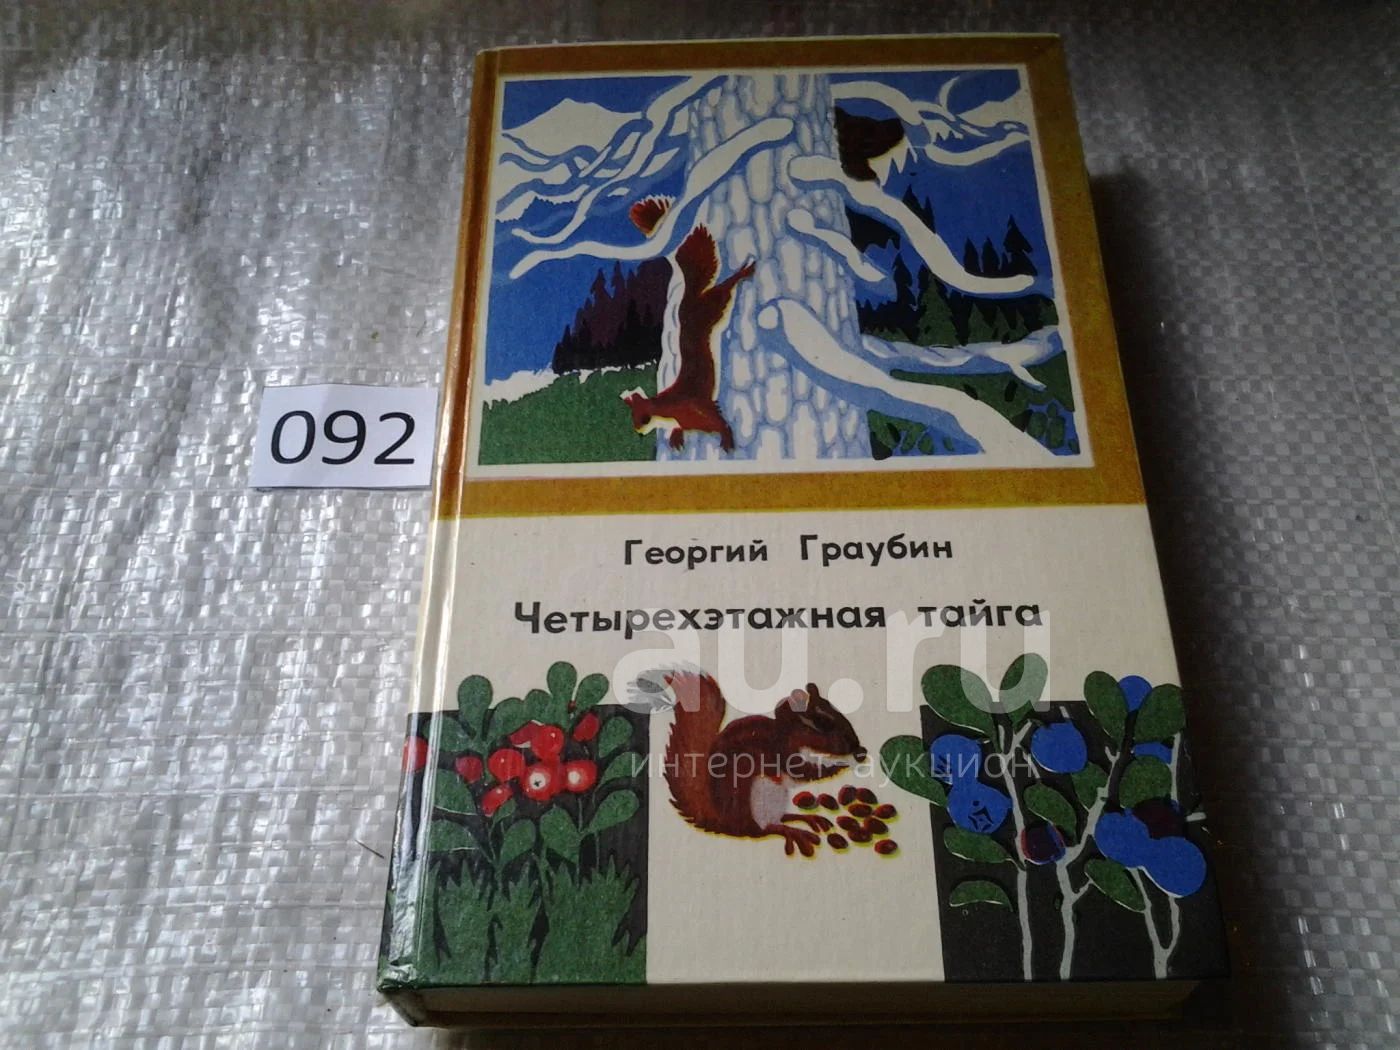 092
Георгий Граубин
Четырехэтажная тайга
au.ru
интернет-аукцион